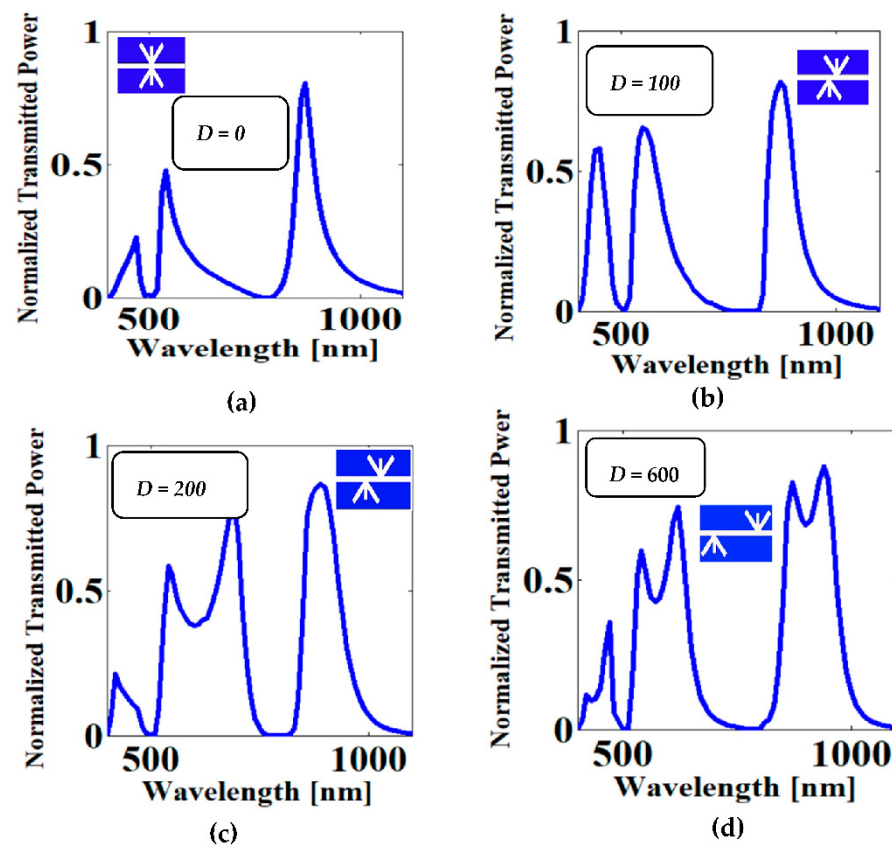 1
Normalized Transmitted Power
D = 0
0.5
0
500
1000
Wavelength [nm]
(a)
1
Normalized Transmitted Power
D = 100
0.5
0
500
1000
Wavelength [nm]
(b)
1
Normalized Transmitted Power
D = 200
0.5
0
500
1000
Wavelength [nm]
(c)
1
Normalized Transmitted Pwer
D = 600
0.5
0
500
1000
Wavelength [nm]
(d)